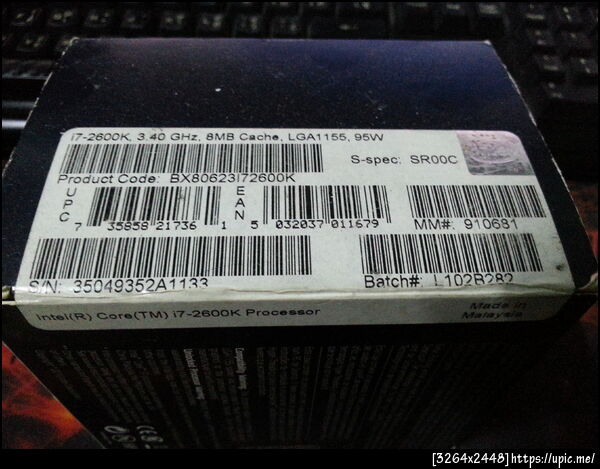 i7-2600K, 3.40 GHz, 8MB Cache, LGA1155, 95W
S-spec: SR00C
Product Code: BX80623I72600K
UPC 7 35858 21736 1
EAN 5 032037 011679
MM#: 910681
S/N: 35049352A1133
Batch#: L102B282
Intel(R) Core(TM) i7-2600K Processor
Made in
Malaysia
[3264x2448]https://upic.me/